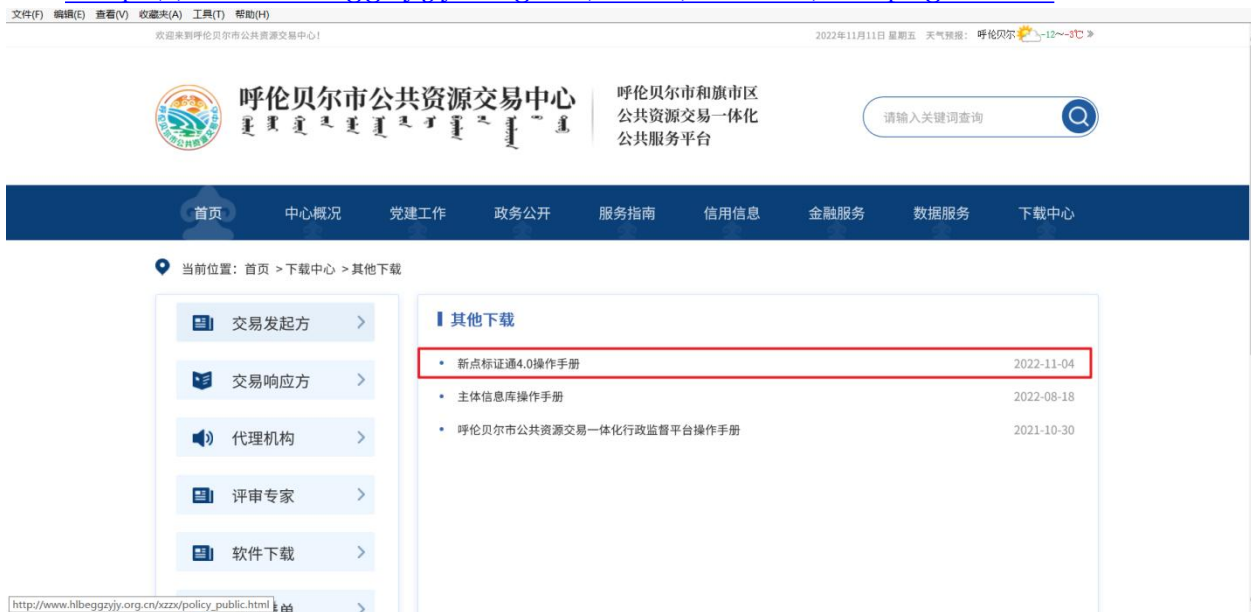 文件(F) 编辑(E) 查看(V) 收藏夹(A) 工具(T) 帮助(H)
欢迎来到呼伦贝尔市公共资源交易中心!
2022年11月11日 星期五 天气预报: 呼伦贝尔 -12～-3℃
呼伦贝尔市公共资源交易中心
呼伦贝尔市和旗市区
公共资源交易一体化
公共服务平台
请输入关键词查询
首页 中心概况 党建工作 政务公开 服务指南 信用信息 金融服务 数据服务 下载中心
当前位置: 首页 > 下载中心 > 其他下载
交易发起方
交易响应方
代理机构
评审专家
软件下载
其他下载
新点标证通4.0操作手册 2022-11-04
主体信息库操作手册 2022-08-18
呼伦贝尔市公共资源交易一体化行政监督平台操作手册 2021-10-30
http://www.hlbeggzyjy.org.cn/xzzx/policy_public.html